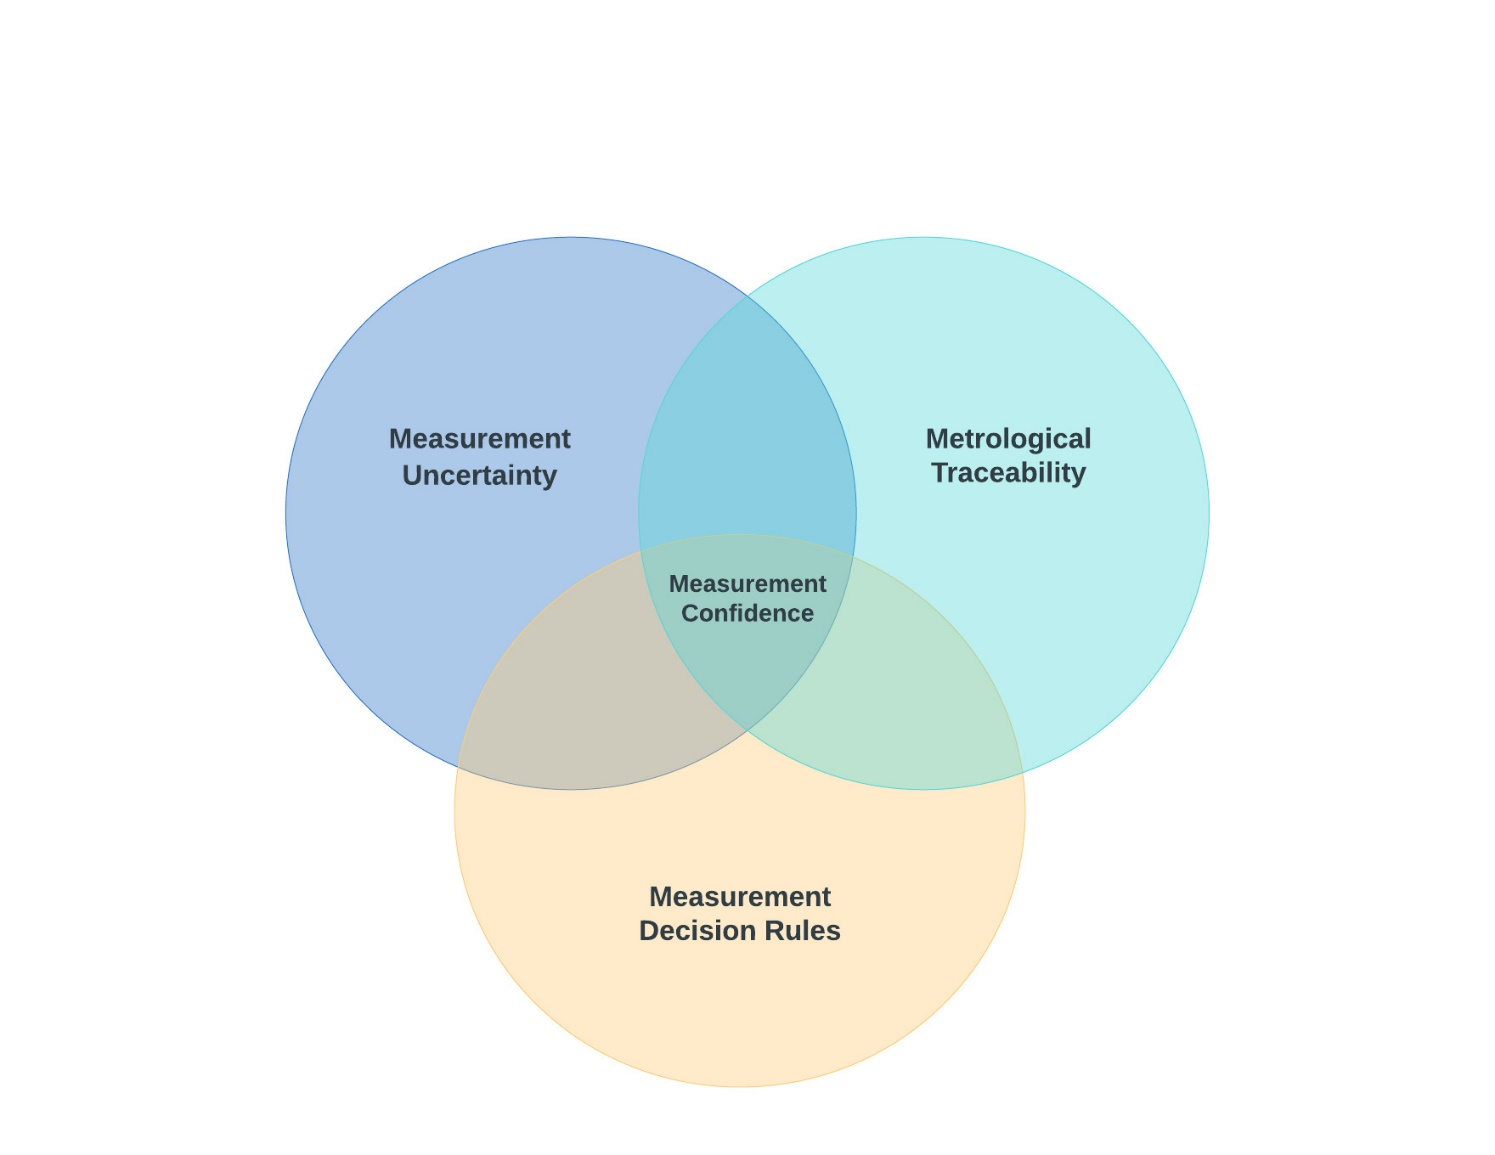 Measurement
Uncertainty
Metrological
Traceability
Measurement
Confidence
Measurement
Decision Rules